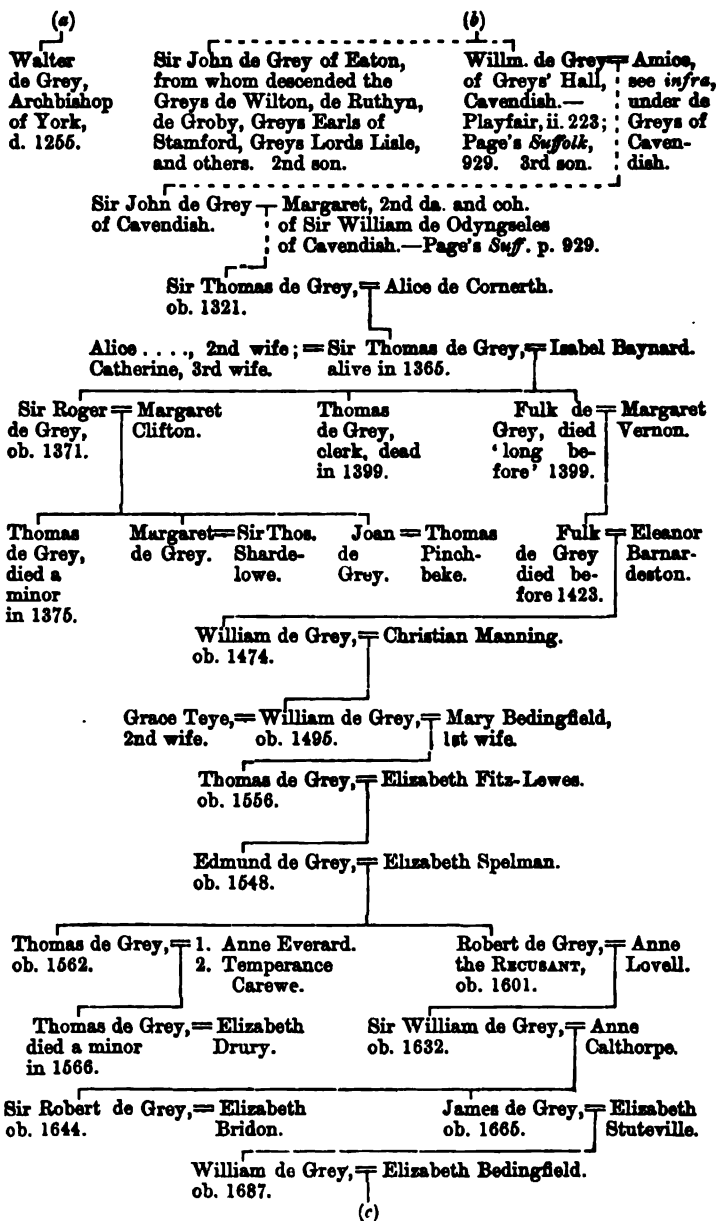 (a) (b)
Walter Sir John de Grey of Eaton, Willm. de Grey = Amice,
de Grey, from whom descended the of Greys' Hall, see infra,
Archbishop Greys de Wilton, de Ruthyn, Cavendish.— under de
of York, de Groby, Greys Earls of Playfair, ii. 223; Greys of
d. 1255. Stamford, Greys Lords Lisle, Page's Suffolk, Caven-
and others. 2nd son. 929. 3rd son. dish.
Sir John de Grey = Margaret, 2nd da. and coh.
of Cavendish. of Sir William de Odyngseles
of Cavendish.—Page's Suff. p. 929.
Sir Thomas de Grey, = Alice de Cornerth.
ob. 1321.
Alice . . . ., 2nd wife; = Sir Thomas de Grey, = Isabel Baynard.
Catherine, 3rd wife. alive in 1365.
Sir Roger = Margaret Thomas Fulk de = Margaret
de Grey, Clifton. de Grey, Grey, died Vernon.
ob. 1371. clerk, dead 'long be-
in 1399. fore' 1399.
Thomas Margaret = Sir Thos. Joan = Thomas Fulk = Eleanor
de Grey, de Grey. Sharde- de Pinch- de Grey Barnar-
died a lowe. Grey. beke. died be- deston.
minor fore 1423.
in 1375.
William de Grey, = Christian Manning.
ob. 1474.
Grace Teye, = William de Grey, = Mary Bedingfield,
2nd wife. ob. 1495. 1st wife.
Thomas de Grey, = Elizabeth Fitz-Lewes.
ob. 1556.
Edmund de Grey, = Elizabeth Spelman.
ob. 1548.
Thomas de Grey, = 1. Anne Everard. Robert de Grey, = Anne
ob. 1562. 2. Temperance the RECUSANT, Lovell.
Carewe. ob. 1601.
Thomas de Grey, = Elizabeth Sir William de Grey, = Anne
died a minor Drury. ob. 1632. Calthorpe.
in 1566.
Sir Robert de Grey, = Elizabeth James de Grey, = Elizabeth
ob. 1644. Bridon. ob. 1665. Stuteville.
William de Grey, = Elizabeth Bedingfield.
ob. 1687.
(c)